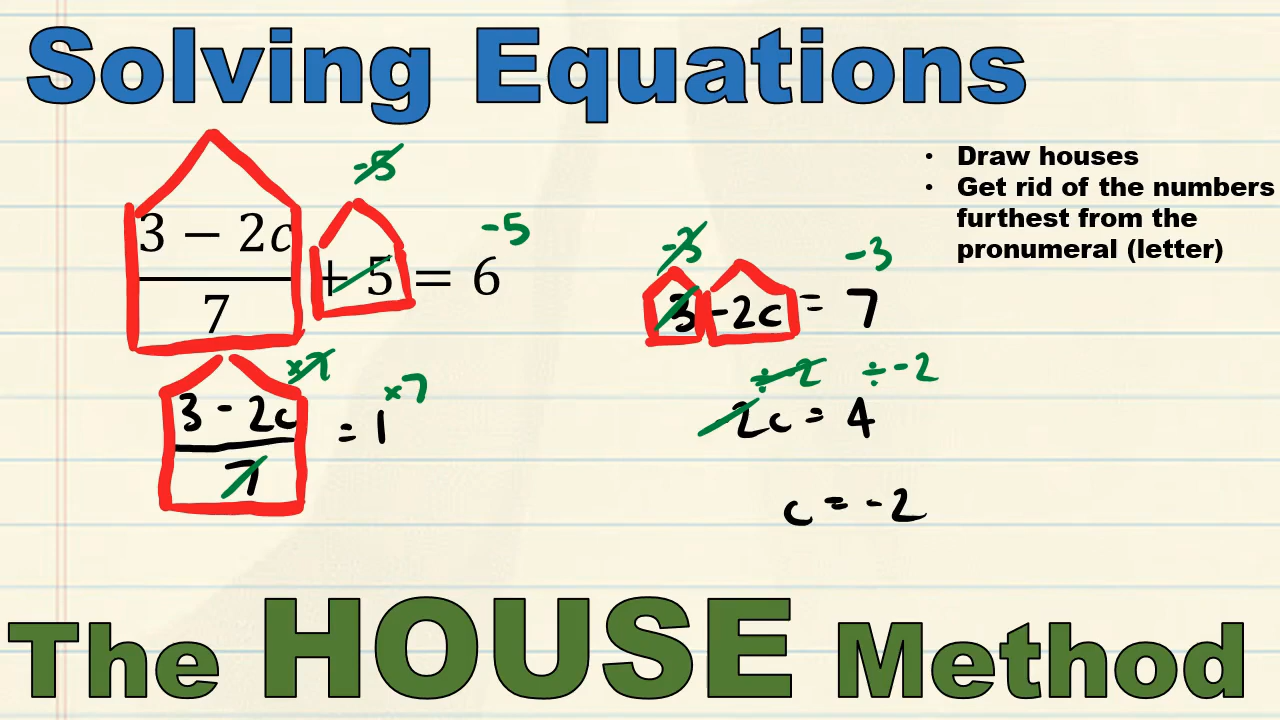 Solving Equations
• Draw houses
• Get rid of the numbers
furthest from the
pronumeral (letter)
-5
-5
3 − 2c
7
+ 5 = 6
×7
×7
3 - 2c
7
= 1
-3
-3
3 -2c = 7
÷-2
÷-2
-2c = 4
c = -2
The HOUSE Method